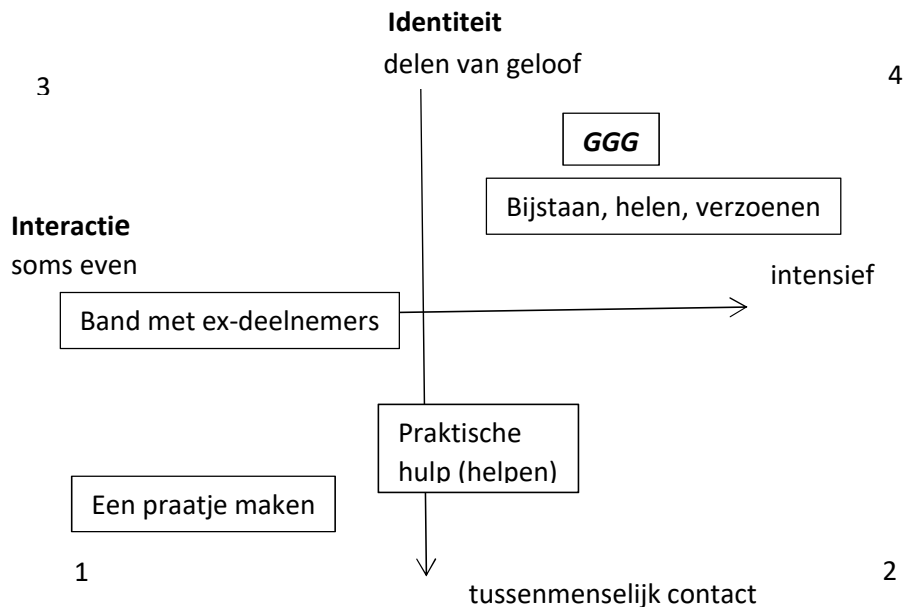 Identiteit
delen van geloof
3
4
GGG
Bijstaan, helen, verzoenen
Interactie
soms even
intensief
Band met ex-deelnemers
Praktische
hulp (helpen)
Een praatje maken
1
2
tussenmenselijk contact